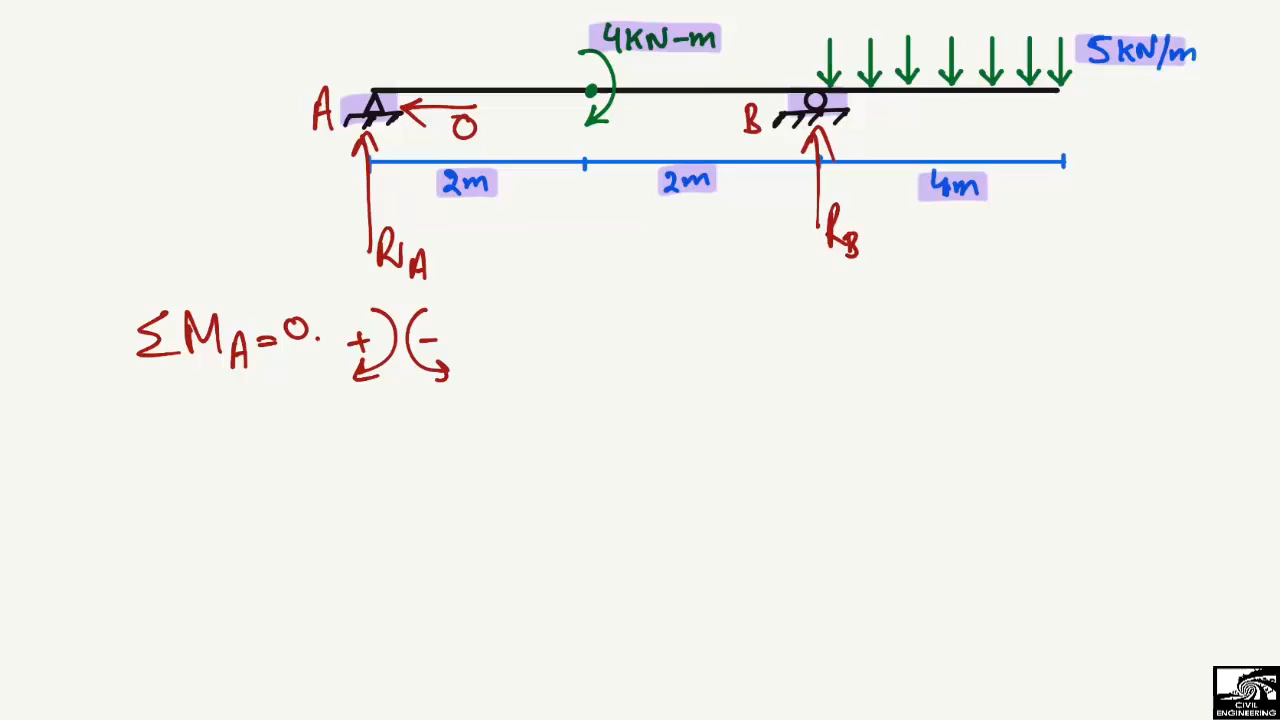 4KN-m
5KN/m
A
0
B
2m
2m
4m
RA
RB
ΣMA=0. + -
CIVIL
ENGINEERING